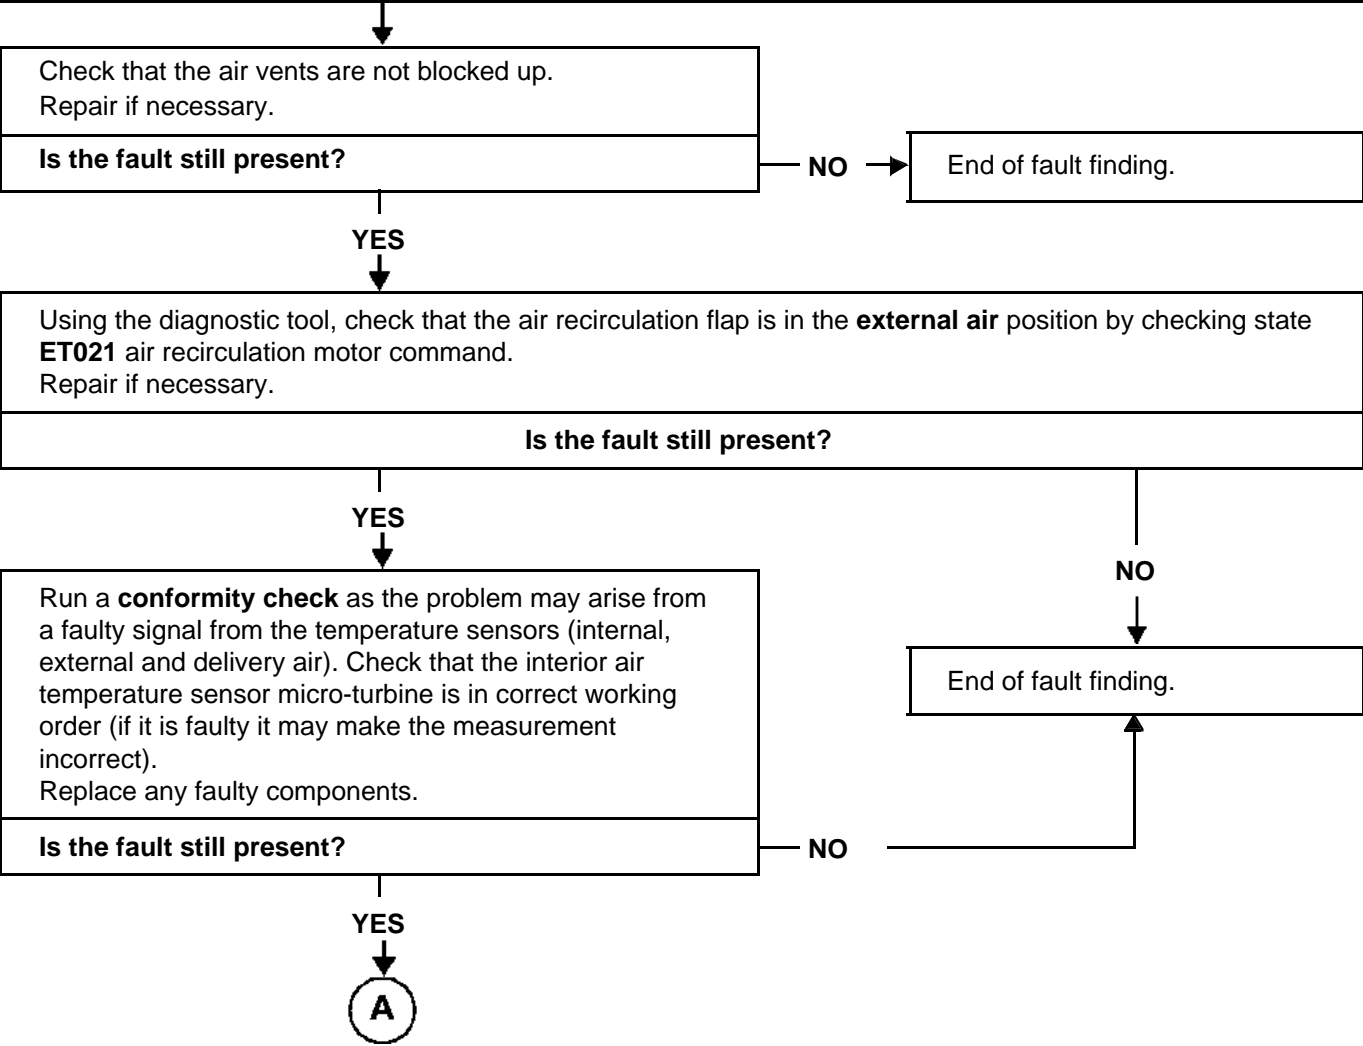 Check that the air vents are not blocked up.
Repair if necessary.
Is the fault still present?
NO
End of fault finding.
YES
Using the diagnostic tool, check that the air recirculation flap is in the external air position by checking state
ET021 air recirculation motor command.
Repair if necessary.
Is the fault still present?
YES
NO
Run a conformity check as the problem may arise from
a faulty signal from the temperature sensors (internal,
external and delivery air). Check that the interior air
temperature sensor micro-turbine is in correct working
order (if it is faulty it may make the measurement
incorrect).
Replace any faulty components.
End of fault finding.
Is the fault still present?
NO
YES
A